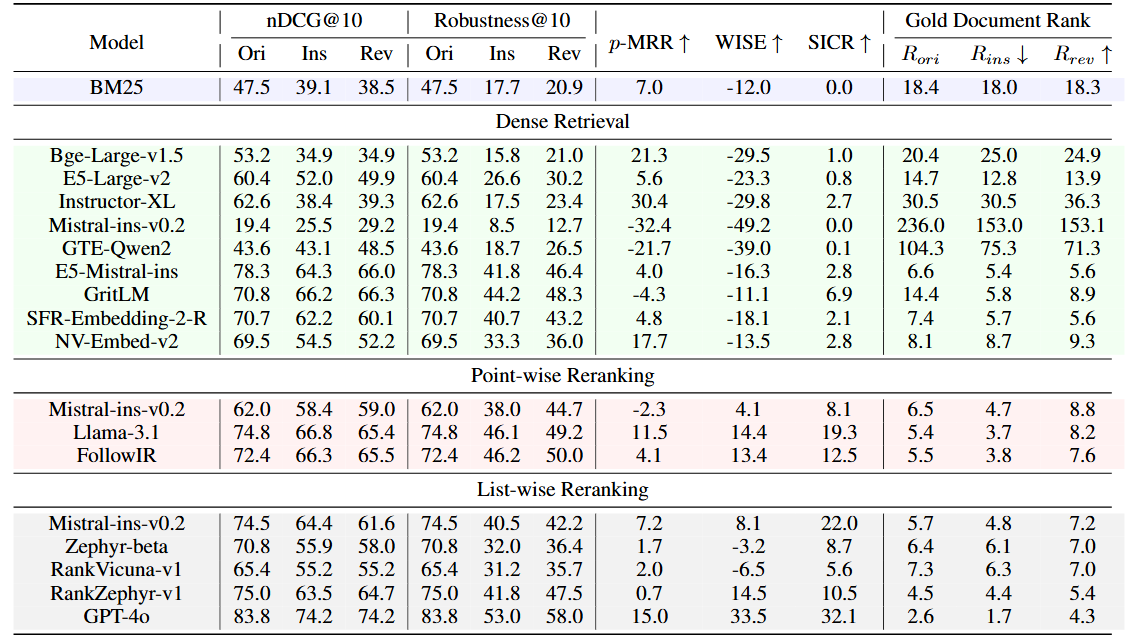 Model nDCG@10 Robustness@10 p-MRR ↑ WISE ↑ SICR ↑ Gold Document Rank
Ori Ins Rev Ori Ins Rev R_ori R_ins ↓ R_rev ↑
BM25 47.5 39.1 38.5 47.5 17.7 20.9 7.0 -12.0 0.0 18.4 18.0 18.3
Dense Retrieval
Bge-Large-v1.5 53.2 34.9 34.9 53.2 15.8 21.0 21.3 -29.5 1.0 20.4 25.0 24.9
E5-Large-v2 60.4 52.0 49.9 60.4 26.6 30.2 5.6 -23.3 0.8 14.7 12.8 13.9
Instructor-XL 62.6 38.4 39.3 62.6 17.5 23.4 30.4 -29.8 2.7 30.5 30.5 36.3
Mistral-ins-v0.2 19.4 25.5 29.2 19.4 8.5 12.7 -32.4 -49.2 0.0 236.0 153.0 153.1
GTE-Qwen2 43.6 43.1 48.5 43.6 18.7 26.5 -21.7 -39.0 0.1 104.3 75.3 71.3
E5-Mistral-ins 78.3 64.3 66.0 78.3 41.8 46.4 4.0 -16.3 2.8 6.6 5.4 5.6
GritLM 70.8 66.2 66.3 70.8 44.2 48.3 -4.3 -11.1 6.9 14.4 5.8 8.9
SFR-Embedding-2-R 70.7 62.2 60.1 70.7 40.7 43.2 4.8 -18.1 2.1 7.4 5.7 5.6
NV-Embed-v2 69.5 54.5 52.2 69.5 33.3 36.0 17.7 -13.5 2.8 8.1 8.7 9.3
Point-wise Reranking
Mistral-ins-v0.2 62.0 58.4 59.0 62.0 38.0 44.7 -2.3 4.1 8.1 6.5 4.7 8.8
Llama-3.1 74.8 66.8 65.4 74.8 46.1 49.2 11.5 14.4 19.3 5.4 3.7 8.2
FollowIR 72.4 66.3 65.5 72.4 46.2 50.0 4.1 13.4 12.5 5.5 3.8 7.6
List-wise Reranking
Mistral-ins-v0.2 74.5 64.4 61.6 74.5 40.5 42.2 7.2 8.1 22.0 5.7 4.8 7.2
Zephyr-beta 70.8 55.9 58.0 70.8 32.0 36.4 1.7 -3.2 8.7 6.4 6.1 7.0
RankVicuna-v1 65.4 55.2 55.2 65.4 31.2 35.7 2.0 -6.5 5.6 7.3 6.3 7.0
RankZephyr-v1 75.0 63.5 64.7 75.0 41.8 47.5 0.7 14.5 10.5 4.5 4.4 5.4
GPT-4o 83.8 74.2 74.2 83.8 53.0 58.0 15.0 33.5 32.1 2.6 1.7 4.3